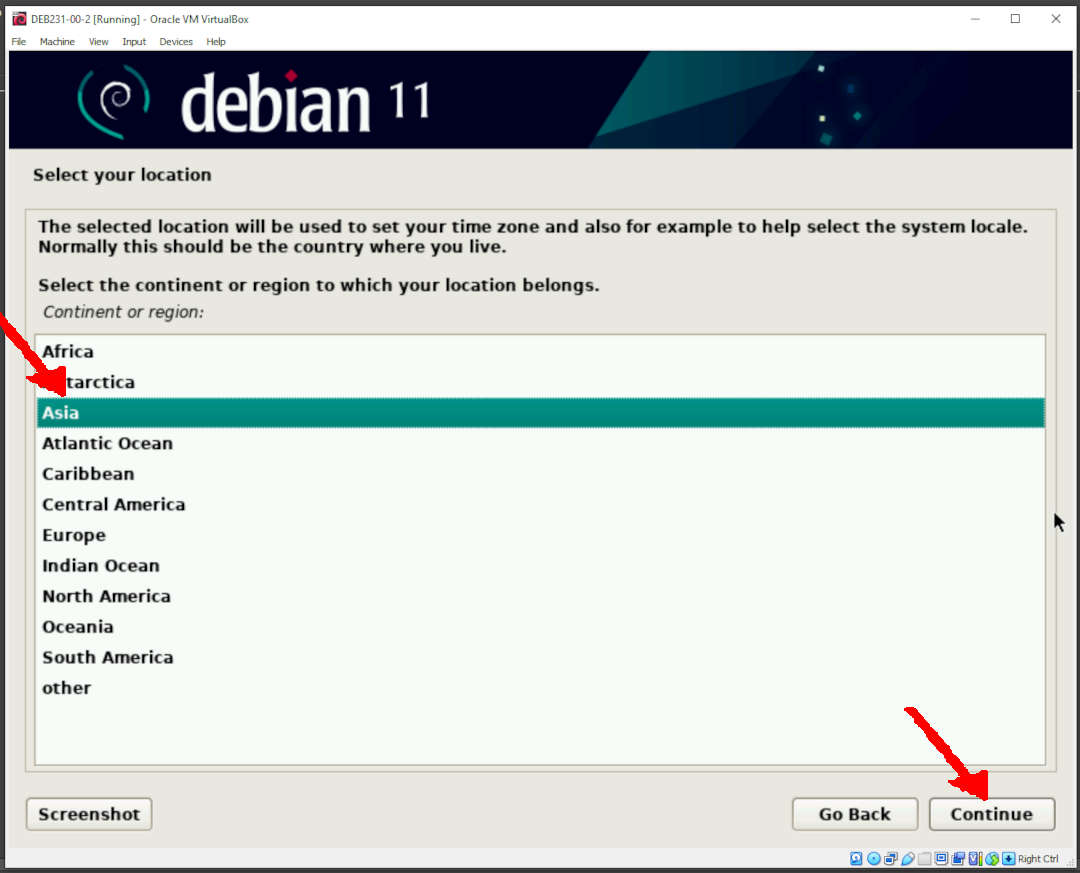 DEB231-00-2 [Running] - Oracle VM VirtualBox
File Machine View Input Devices Help
debian 11
Select your location
The selected location will be used to set your time zone and also for example to help select the system locale.
Normally this should be the country where you live.
Select the continent or region to which your location belongs.
Continent or region:
Africa
tarctica
Asia
Atlantic Ocean
Caribbean
Central America
Europe
Indian Ocean
North America
Oceania
South America
other
Screenshot Go Back Continue
Right Ctrl